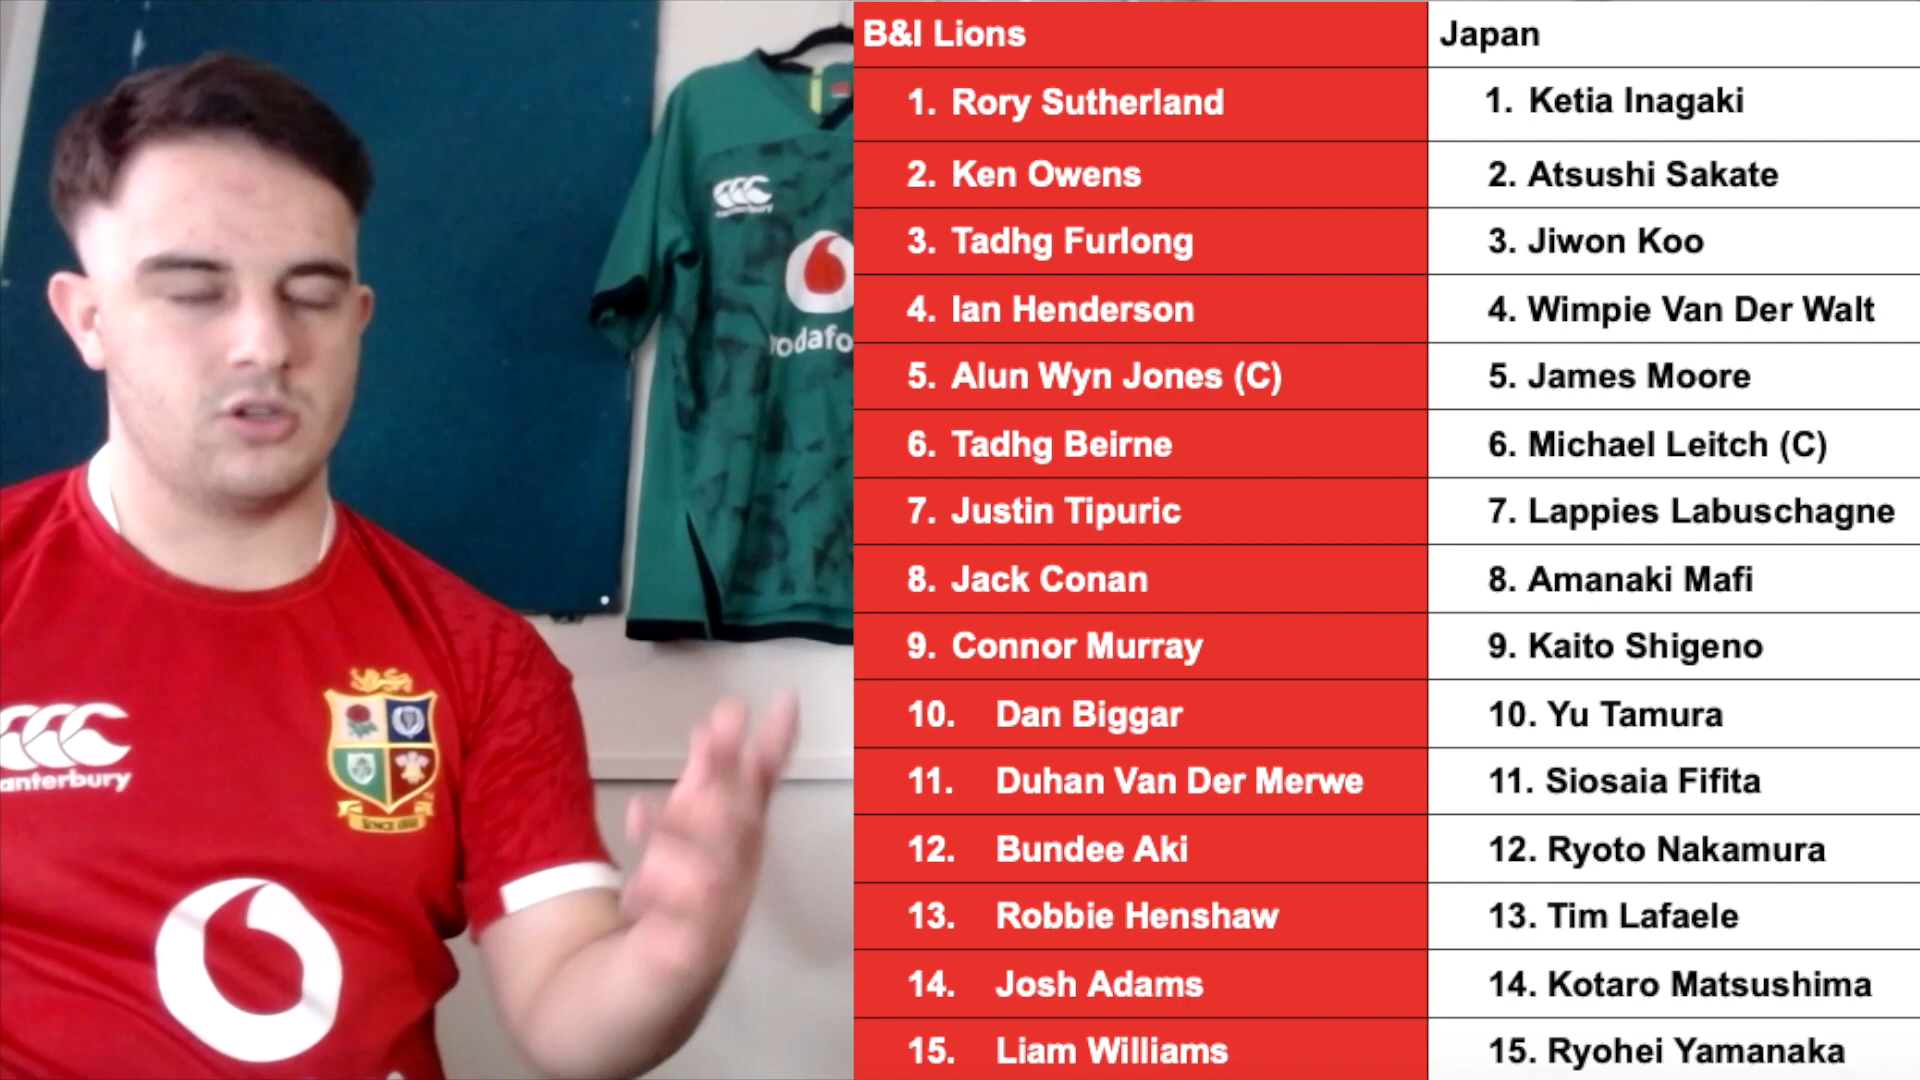 B&I Lions
1. Rory Sutherland
2. Ken Owens
3. Tadhg Furlong
4. Ian Henderson
5. Alun Wyn Jones (C)
6. Tadhg Beirne
7. Justin Tipuric
8. Jack Conan
9. Connor Murray
10. Dan Biggar
11. Duhan Van Der Merwe
12. Bundee Aki
13. Robbie Henshaw
14. Josh Adams
15. Liam Williams
Japan
1. Ketia Inagaki
2. Atsushi Sakate
3. Jiwon Koo
4. Wimpie Van Der Walt
5. James Moore
6. Michael Leitch (C)
7. Lappies Labuschagne
8. Amanaki Mafi
9. Kaito Shigeno
10. Yu Tamura
11. Siosaia Fifita
12. Ryoto Nakamura
13. Tim Lafaele
14. Kotaro Matsushima
15. Ryohei Yamanaka
canterbury
vodafo
anterbury
SINCE 1888